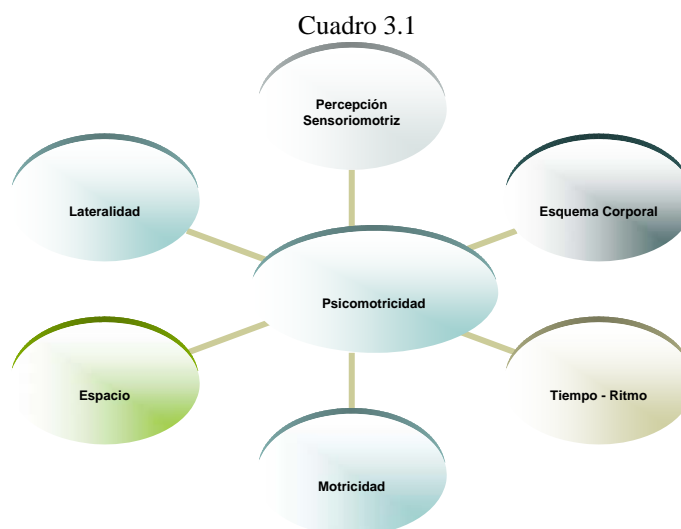 Cuadro 3.1
Percepción
Sensoriomotriz
Lateralidad
Esquema Corporal
Psicomotricidad
Espacio
Tiempo - Ritmo
Motricidad